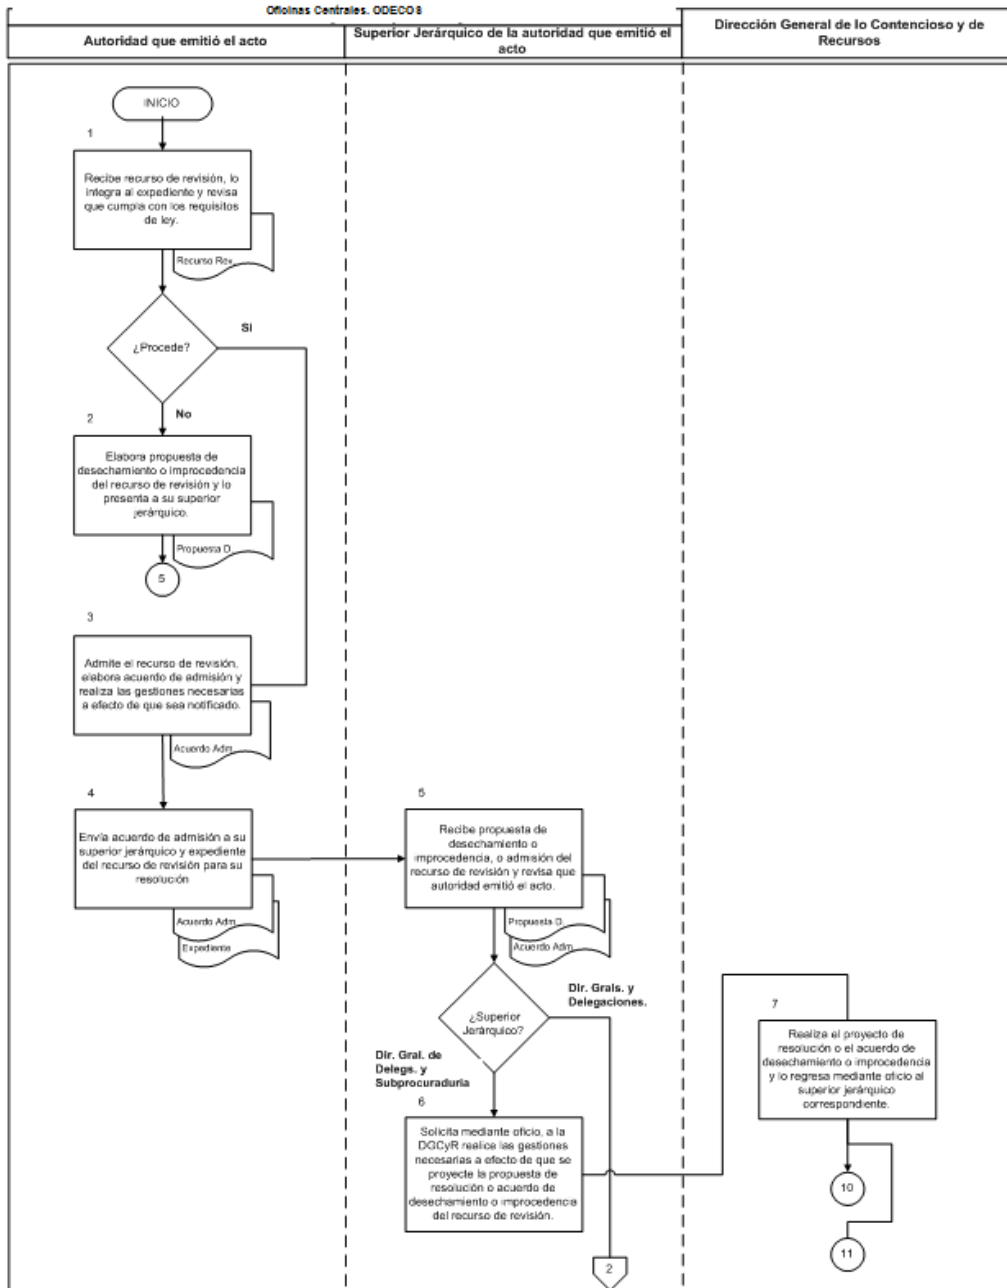 Oficinas Centrales. ODECOS
Autoridad que emitió el acto
Superior Jerárquico de la autoridad que emitió el
acto
Dirección General de lo Contencioso y de
Recursos
INICIO
1
Recibe recurso de revisión, lo
integra al expediente y revisa
que cumpla con los requisitos
de ley.
Recurso Rev.
¿Procede?
Si
No
2
Elabora propuesta de
desechamiento o improcedencia
del recurso de revisión y lo
presenta a su superior
jerárquico.
Propuesta D.
5
3
Admite el recurso de revisión,
elabora acuerdo de admisión y
realiza las gestiones necesarias
a efecto de que sea notificado.
Acuerdo Adm.
4
Envía acuerdo de admisión a su
superior jerárquico y expediente
del recurso de revisión para su
resolución
Acuerdo Adm.
Expediente
5
Recibe propuesta de
desechamiento o
improcedencia, o admisión del
recurso de revisión y revisa que
autoridad emitió el acto.
Propuesta D.
Acuerdo Adm.
¿Superior
Jerárquico?
Dir. Grals. y
Delegaciones.
Dir. Gral. de
Delegs. y
Subprocuraduria
6
Solicita mediante oficio, a la
DGCyR realice las gestiones
necesarias a efecto de que se
proyecte la propuesta de
resolución o acuerdo de
desechamiento o improcedencia
del recurso de revisión.
2
7
Realiza el proyecto de
resolución o el acuerdo de
desechamiento o improcedencia
y lo regresa mediante oficio al
superior jerárquico
correspondiente.
10
11